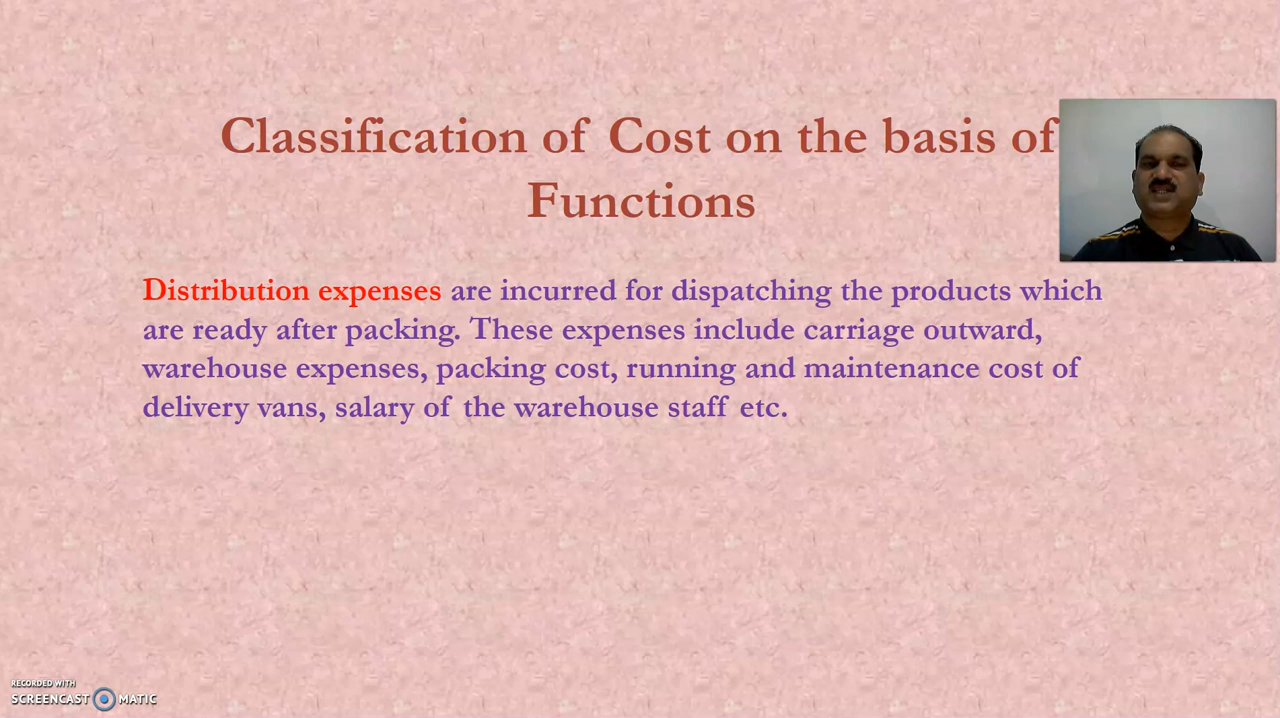 Classification of Cost on the basis of
Functions
Distribution expenses are incurred for dispatching the products which
are ready after packing. These expenses include carriage outward,
warehouse expenses, packing cost, running and maintenance cost of
delivery vans, salary of the warehouse staff etc.
RECORDED WITH
SCREENCAST MATIC